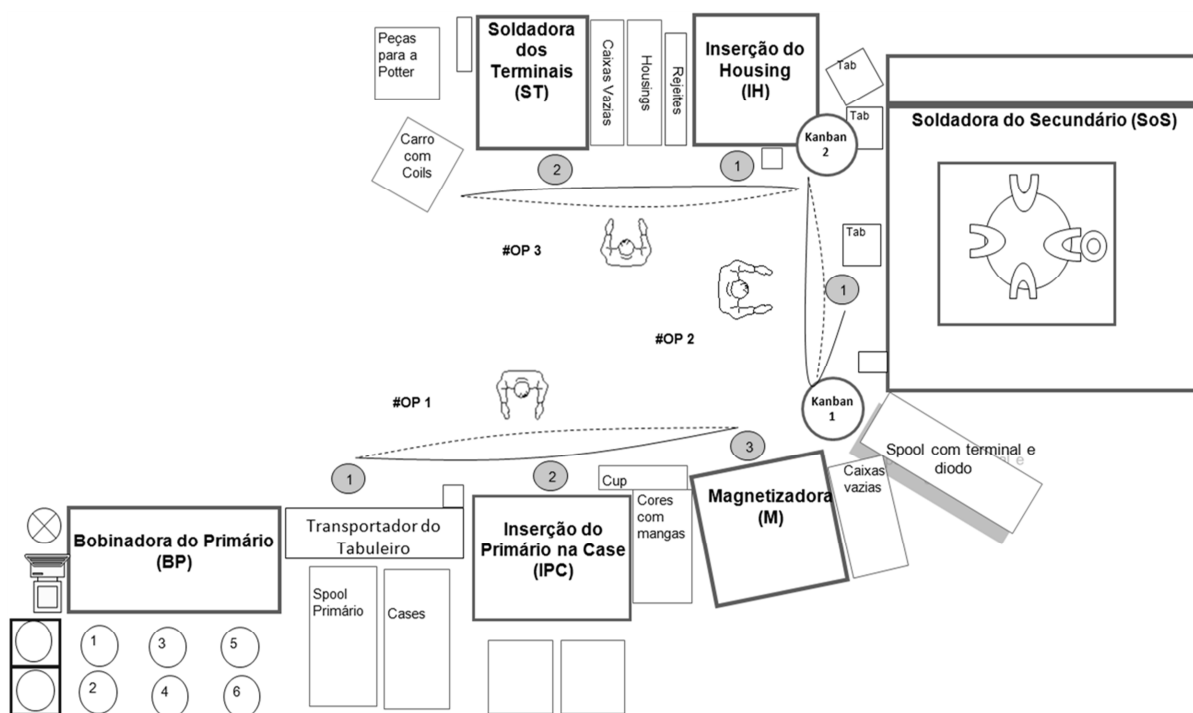 Peças
para a
Potter
Soldadora
dos
Terminais
(ST)
Caixas Vazias
Housings
Rejeites
Inserção do
Housing
(IH)
Tab
Tab
Kanban
2
Soldadora do Secundário (SoS)
Carro
com
Coils
2
1
#OP 3
Tab
1
#OP 2
#OP 1
Kanban
1
3
Spool com terminal e
diodo
e
1
2
Cup
Cores
com
mangas
Magnetizadora
(M)
Caixas
vazias
Bobinadora do Primário
(BP)
Transportador do
Tabuleiro
Inserção do
Primário na Case
(IPC)
Spool
Primário
Cases
1
3
5
2
4
6